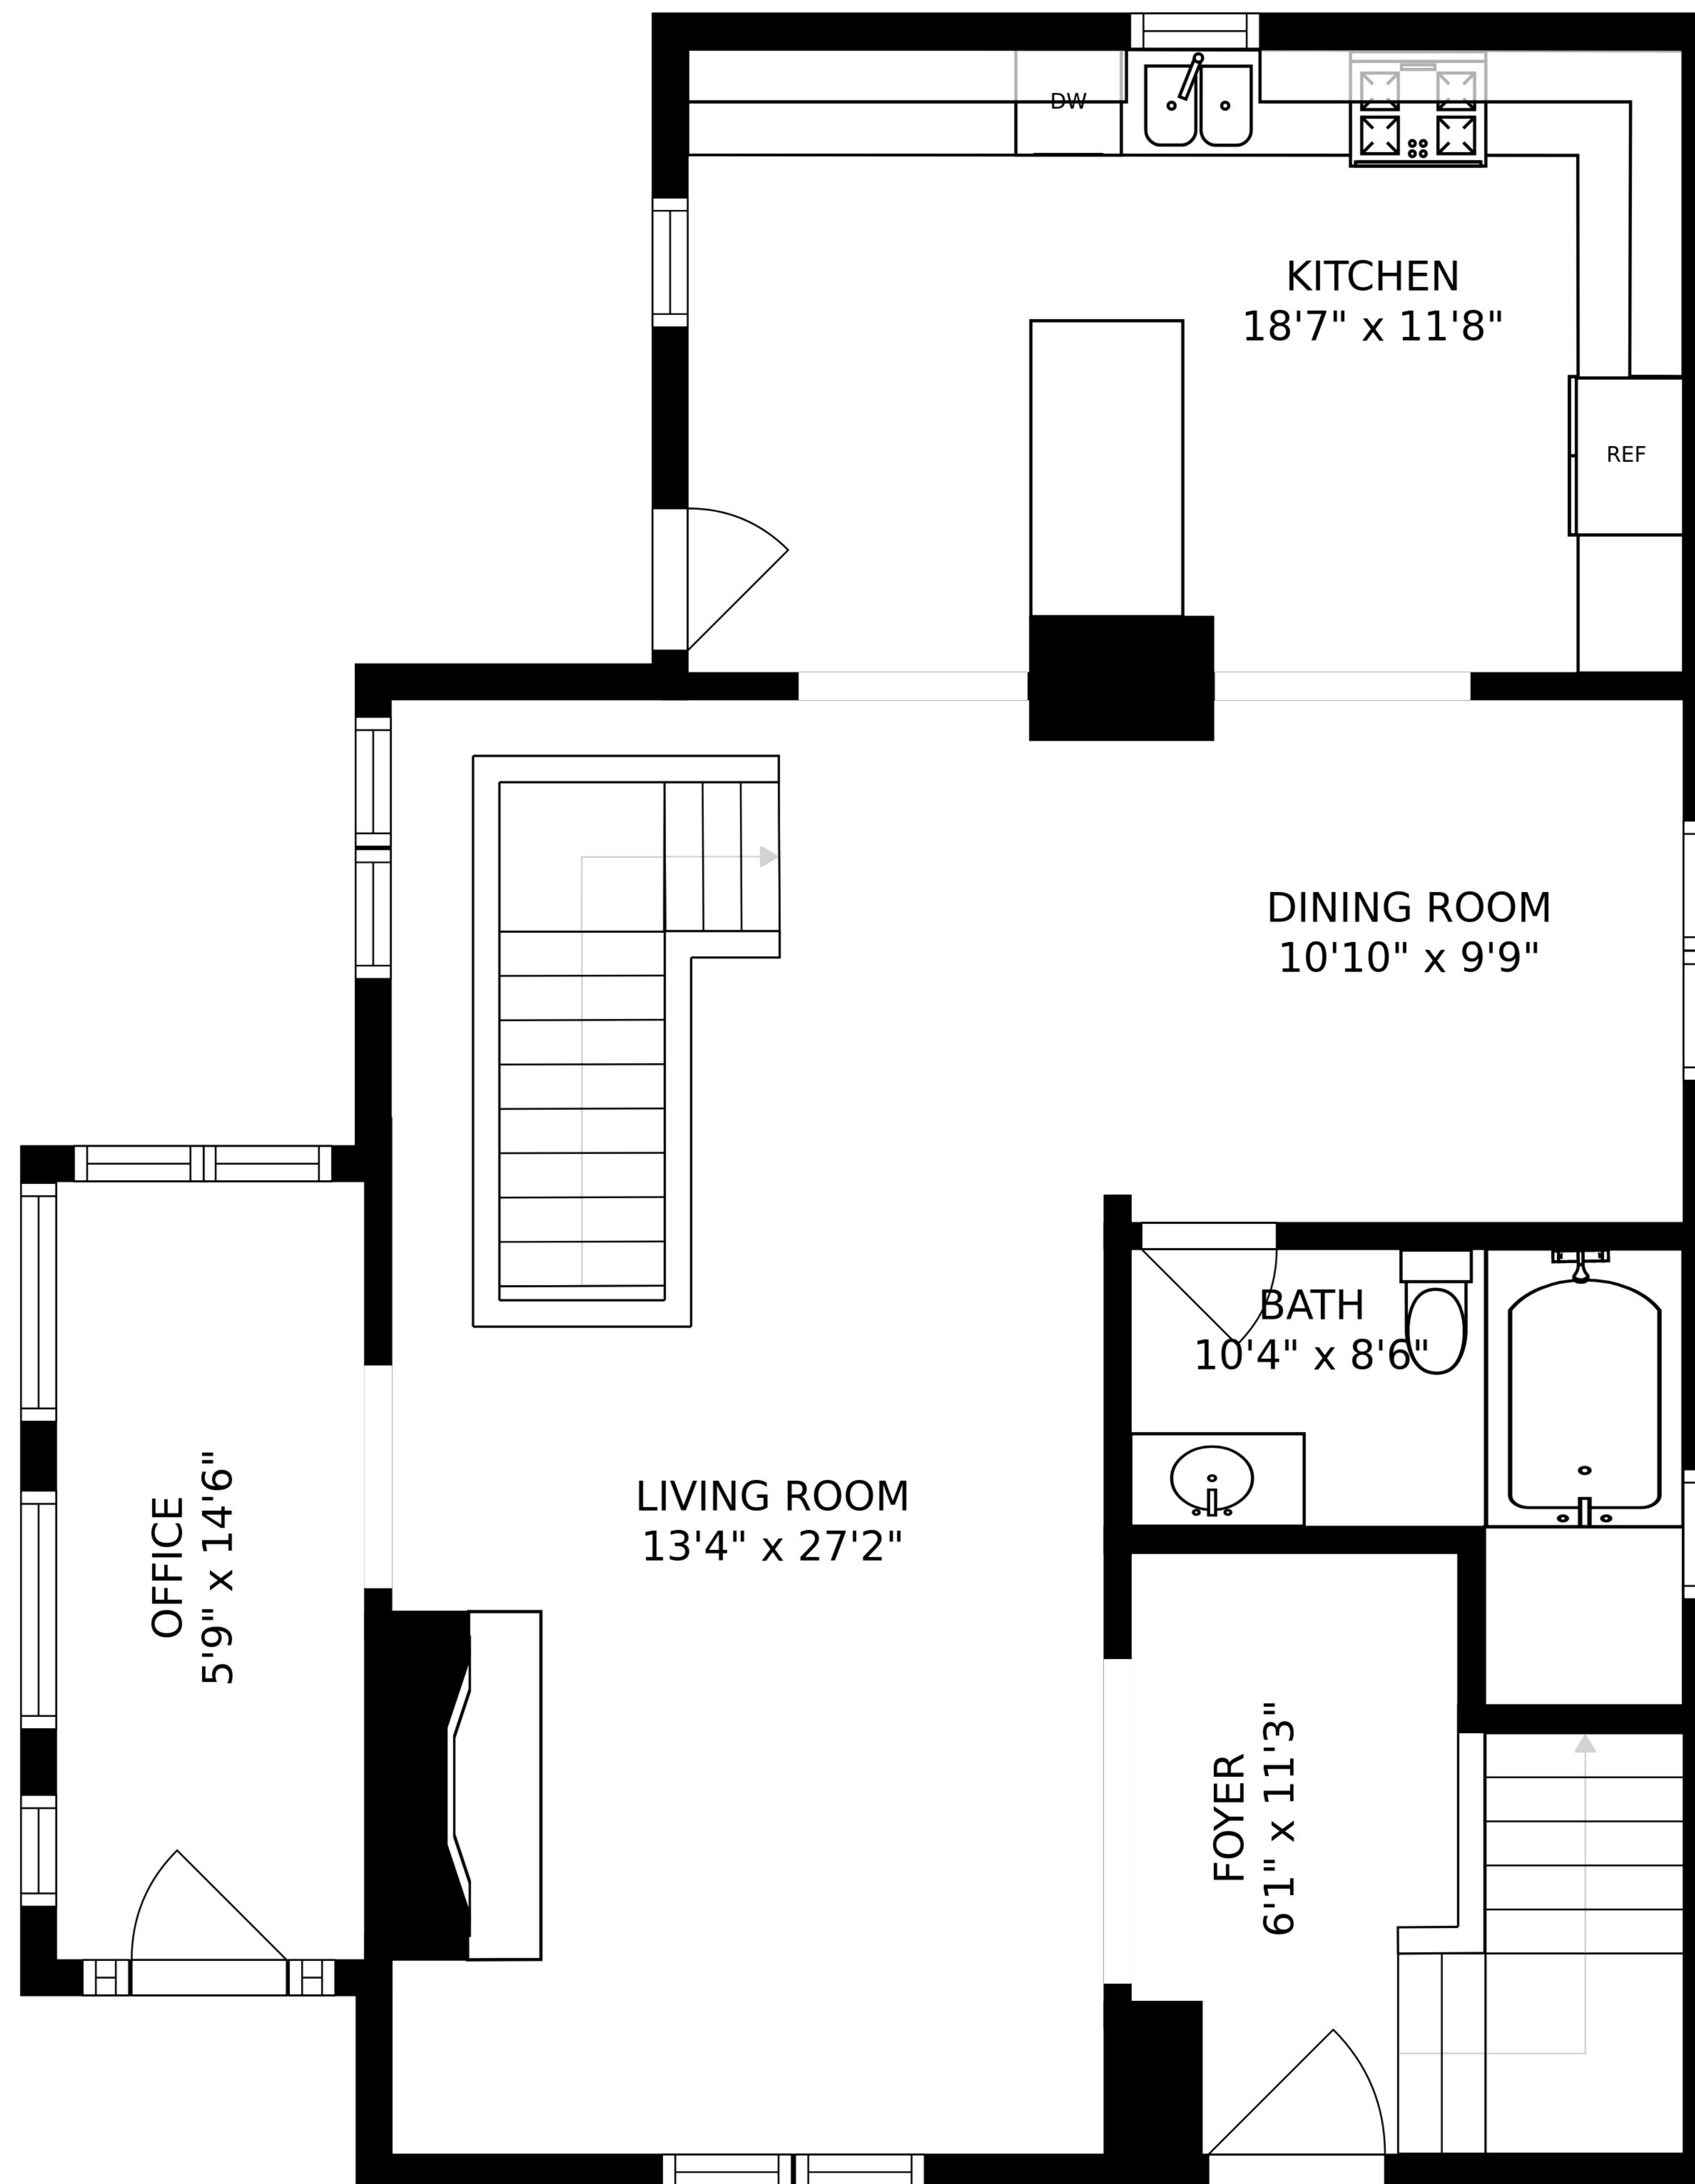 DW
KITCHEN
18'7" x 11'8"
REF
DINING ROOM
10'10" x 9'9"
BATH
10'4" x 8'6"
LIVING ROOM
13'4" x 27'2"
OFFICE
5'9" x 14'6"
FOYER
6'1" x 11'3"